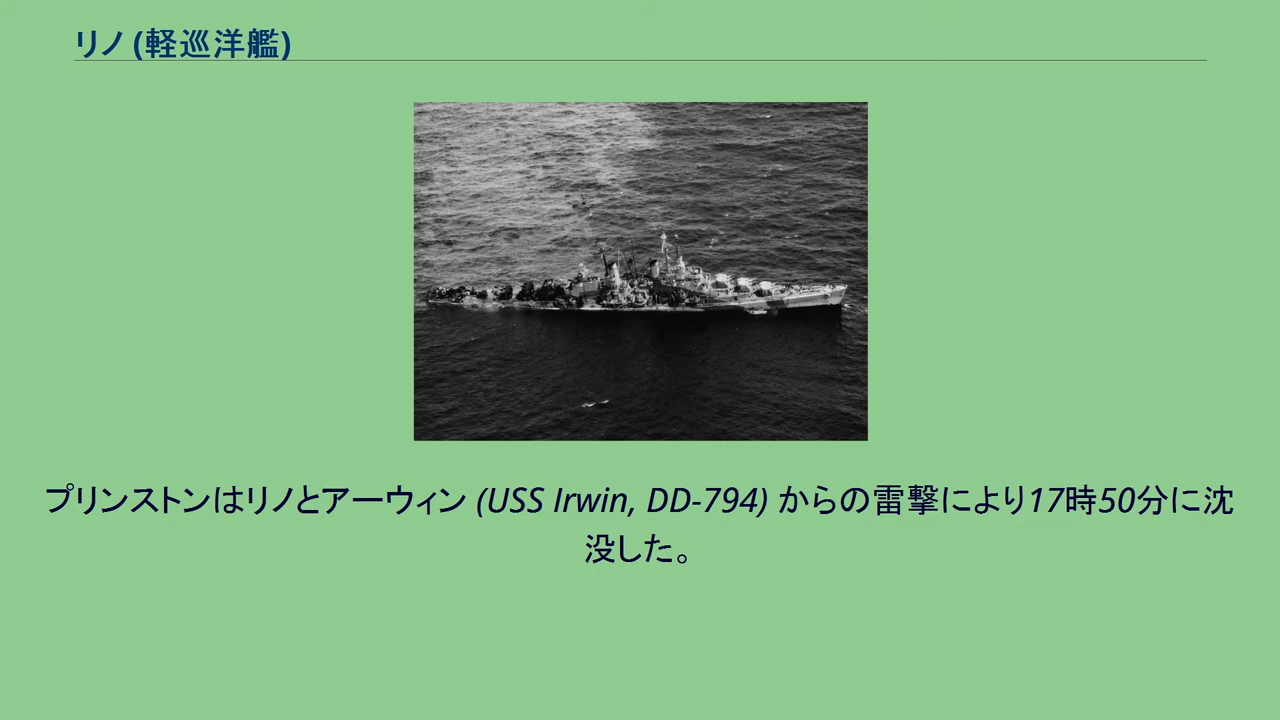 リノ (軽巡洋艦)
プリンストンはリノとアーウィン (USS Irwin, DD-794) からの雷撃により17時50分に沈
没した。